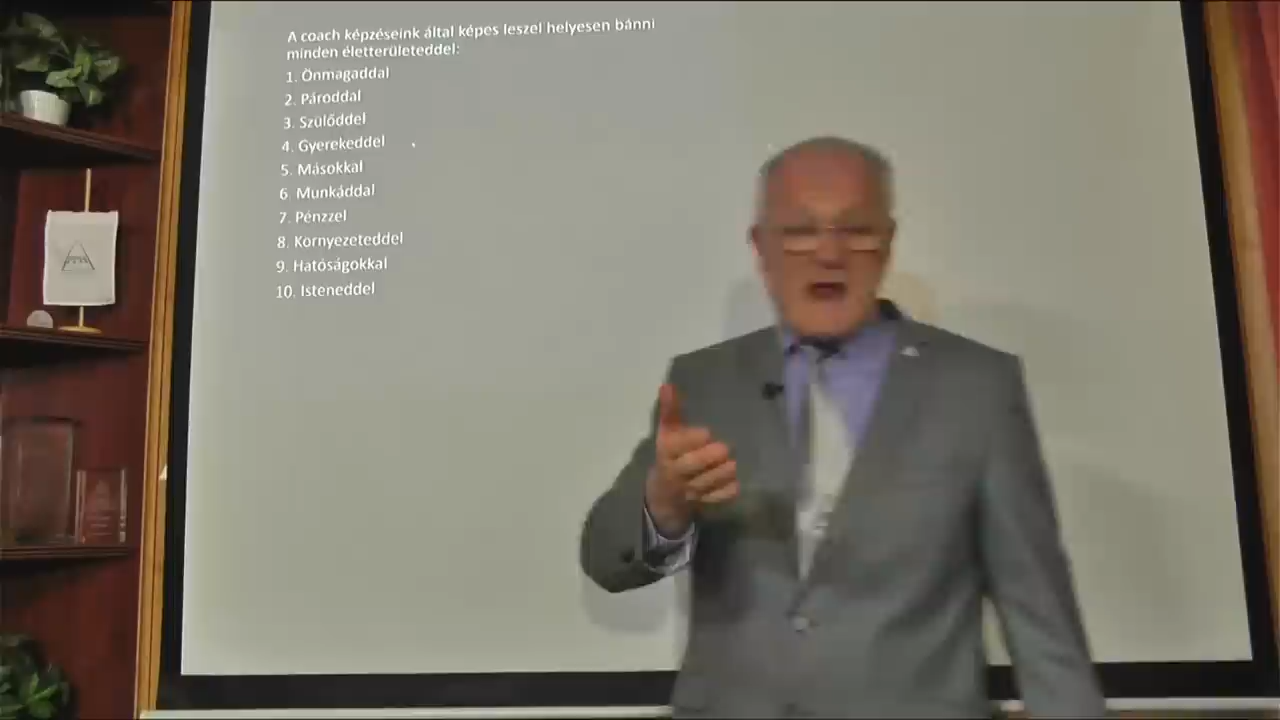 A coach képzéseink által képes leszel helyesen bánni
minden életterületeddel:
1. Önmagaddal
2. Pároddal
3. Szülőddel
4. Gyerekeddel
5. Másokkal
6. Munkáddal
7. Pénzzel
8. Környezeteddel
9. Hatóságokkal
10. Isteneddel